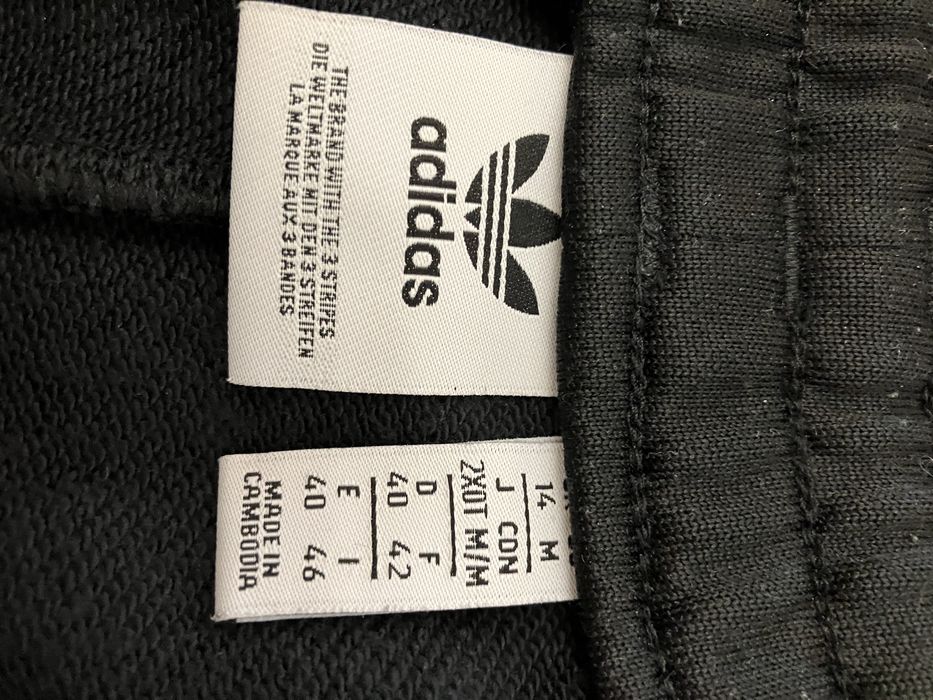 adidas
THE BRAND WITH THE 3 STRIPES
DIE WELTMARKE MIT DEN 3 STREIFEN
LA MARQUE AUX 3 BANDES
14 M
J CDN
2XOT M/M
D F
40 42
E I
40 46
MADE IN
CAMBODIA